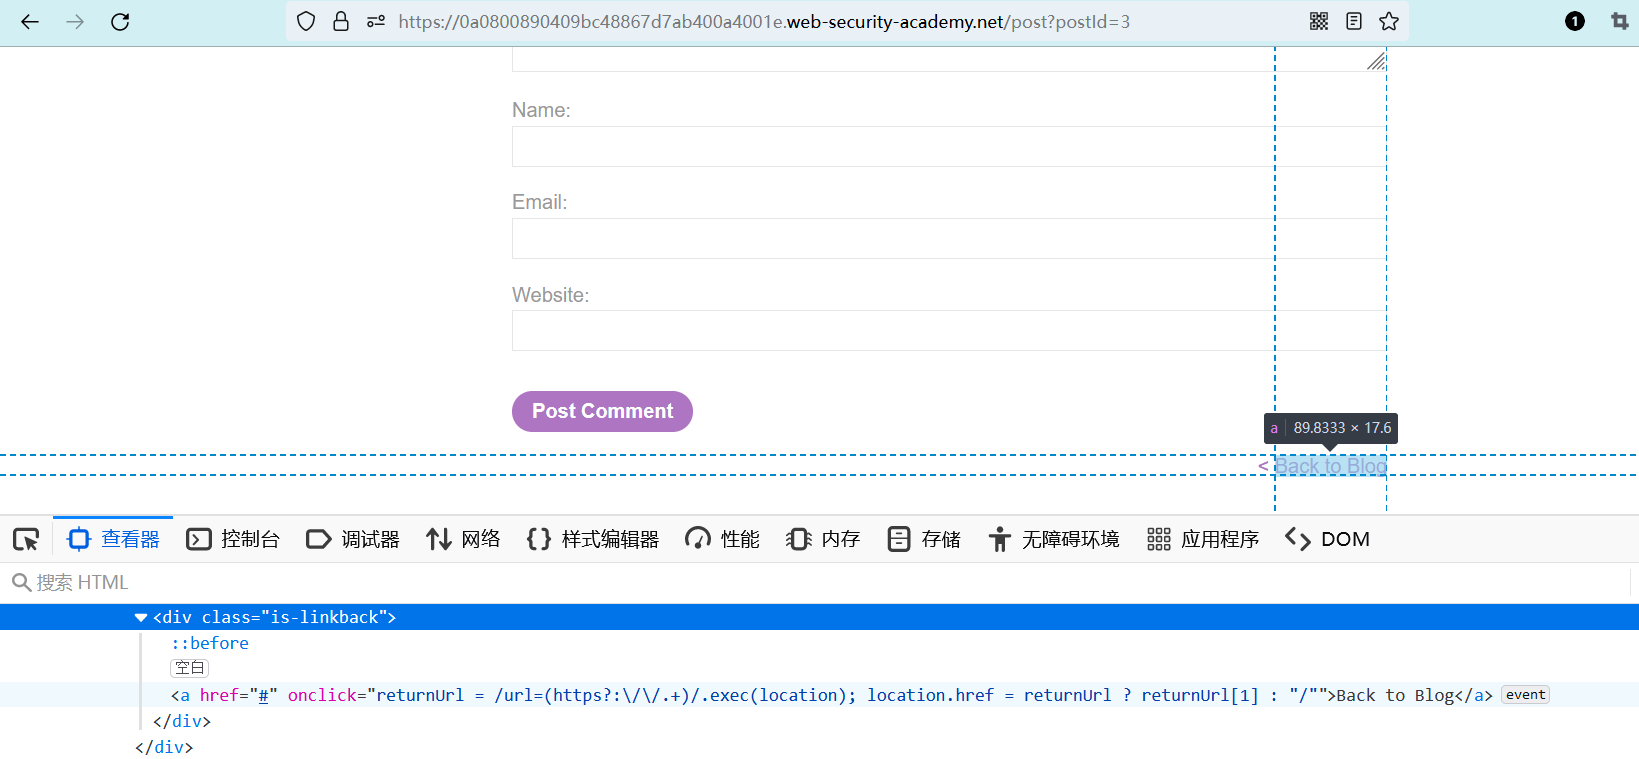 https://0a0800890409bc48867d7ab400a4001e.web-security-academy.net/post?postId=3
1
Name:
Email:
Website:
Post Comment
a 89.8333 × 17.6
< Back to Blog
查看器 控制台 调试器 网络 样式编辑器 性能 内存 存储 无障碍环境 应用程序 DOM
搜索 HTML
<div class="is-linkback">
::before
空白
<a href="#" onclick="returnUrl = /url=(https?:\/\/.+)/.exec(location); location.href = returnUrl ? returnUrl[1] : "/"">Back to Blog</a> event
</div>
</div>